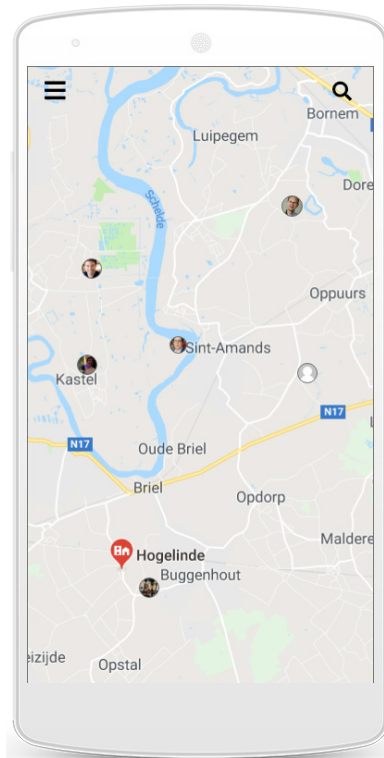 Bornem
Luipegem
Dore
Schelde
Oppuurs
Sint-Amands
Kastel
N17
N17
Oude Briel
Briel
Opdorp
Maldere
Hogelinde
Buggenhout
eizijde
Opstal